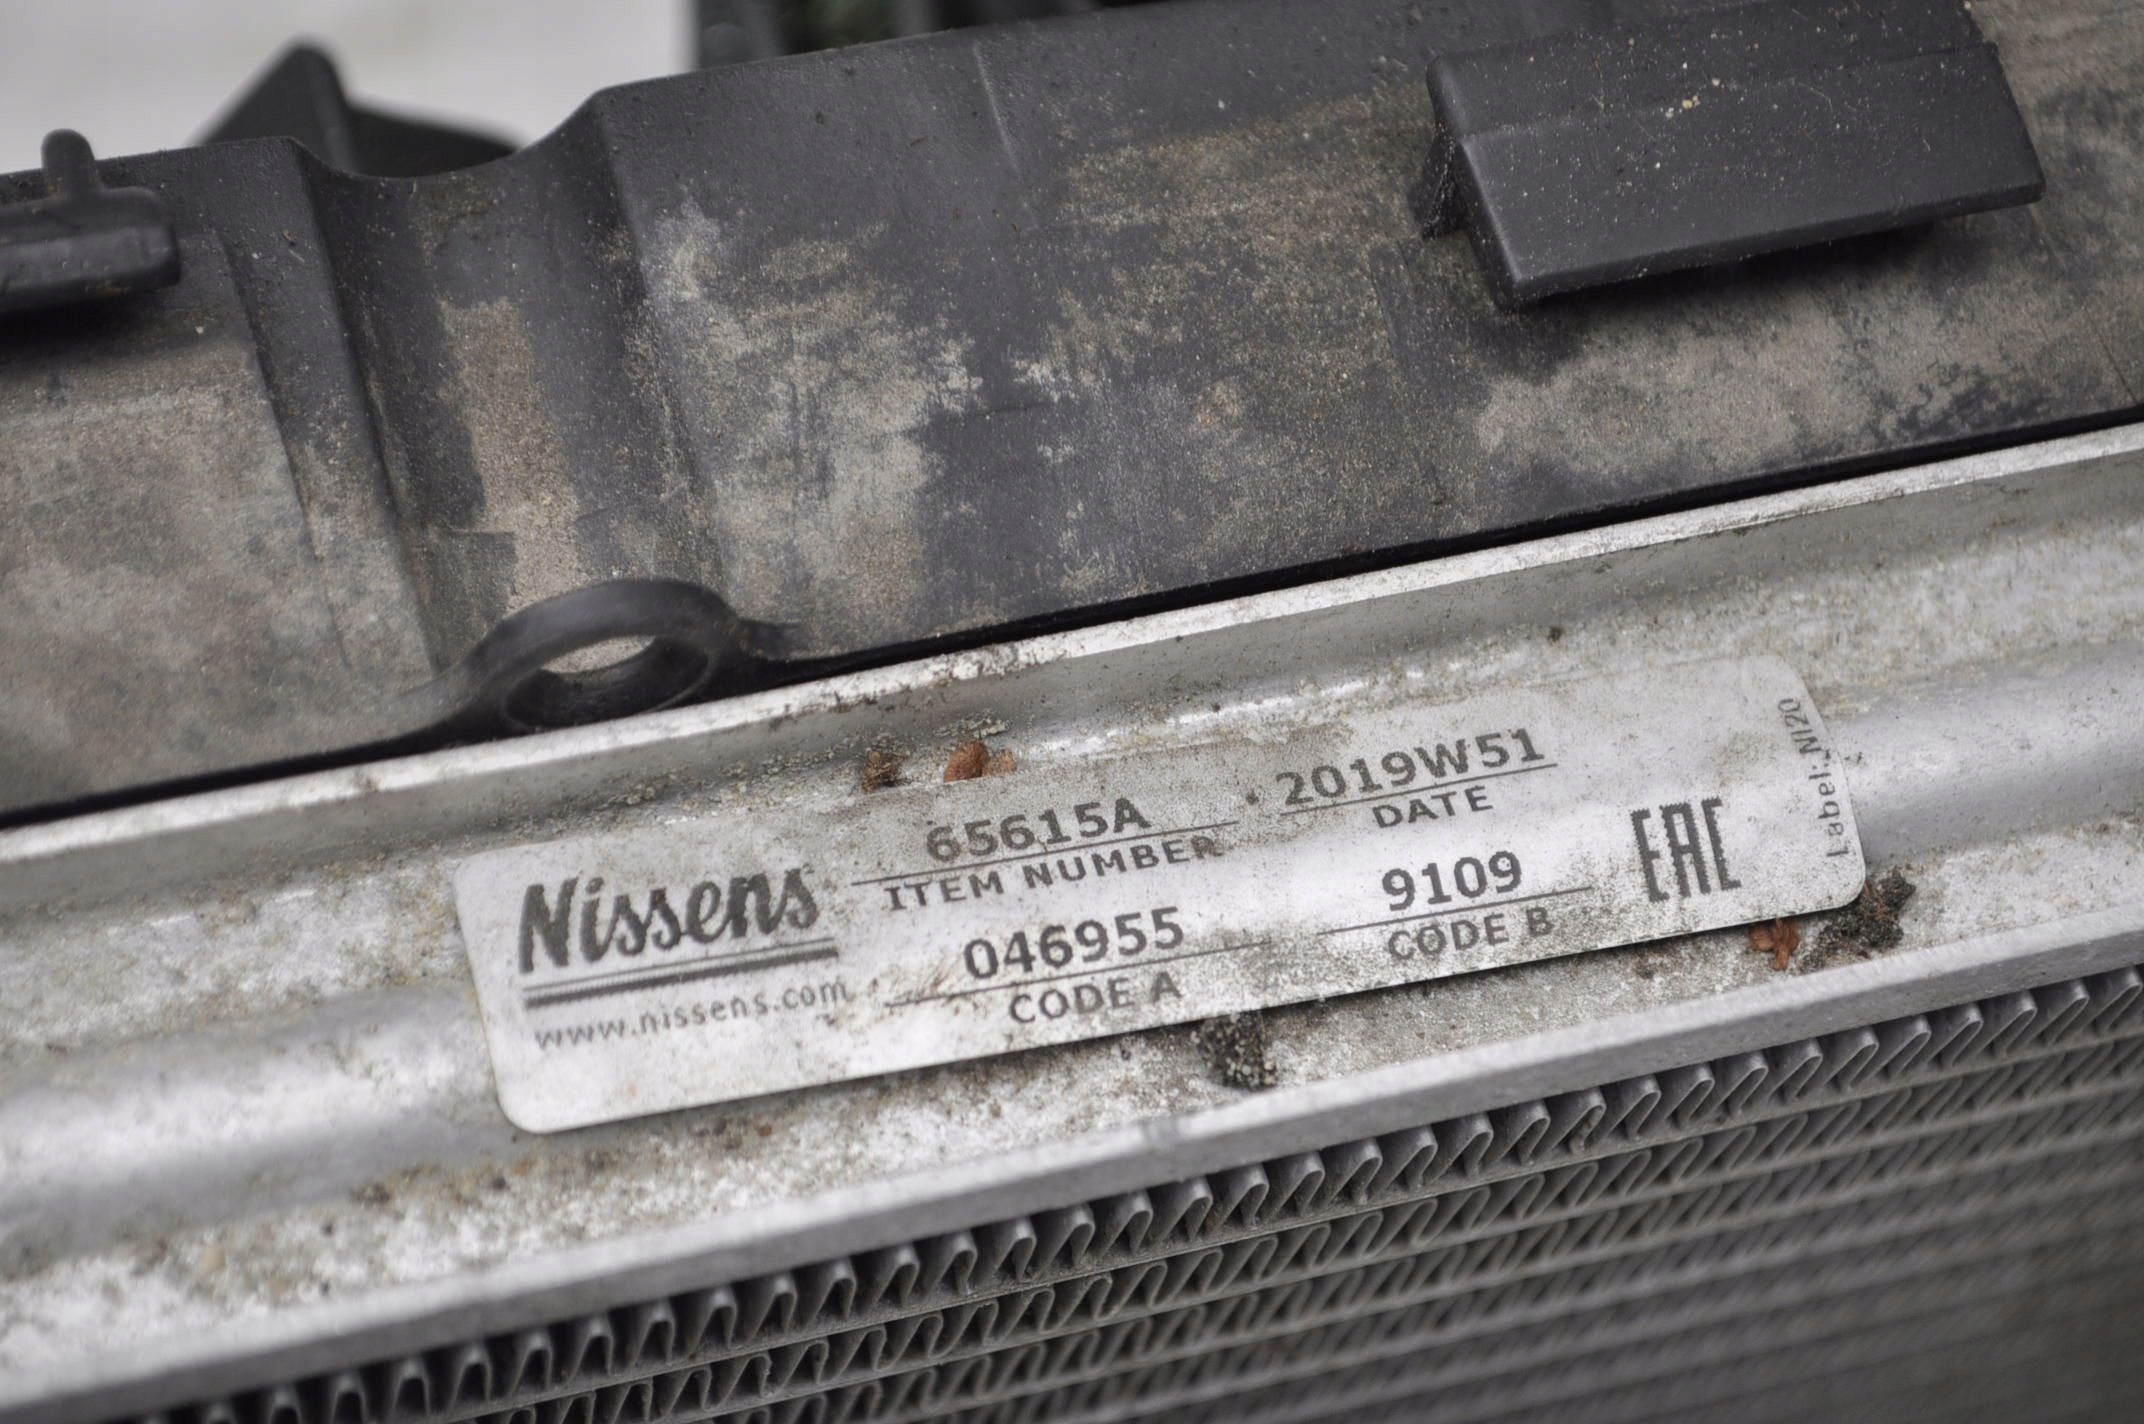 Nissens
www.nissens.com
65615A
ITEM NUMBER
2019W51
DATE
046955
CODE A
9109
CODE B
EAC
Label: NI20